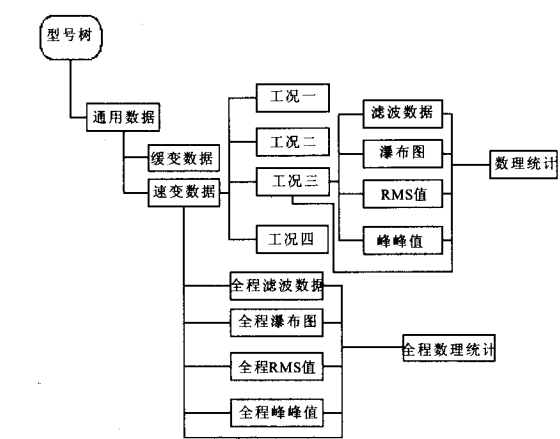 型号树
通用数据
缓变数据
速变数据
工况一
工况二
工况三
工况四
滤波数据
瀑布图
RMS值
峰峰值
数理统计
全程滤波数据
全程瀑布图
全程RMS值
全程峰峰值
全程数理统计